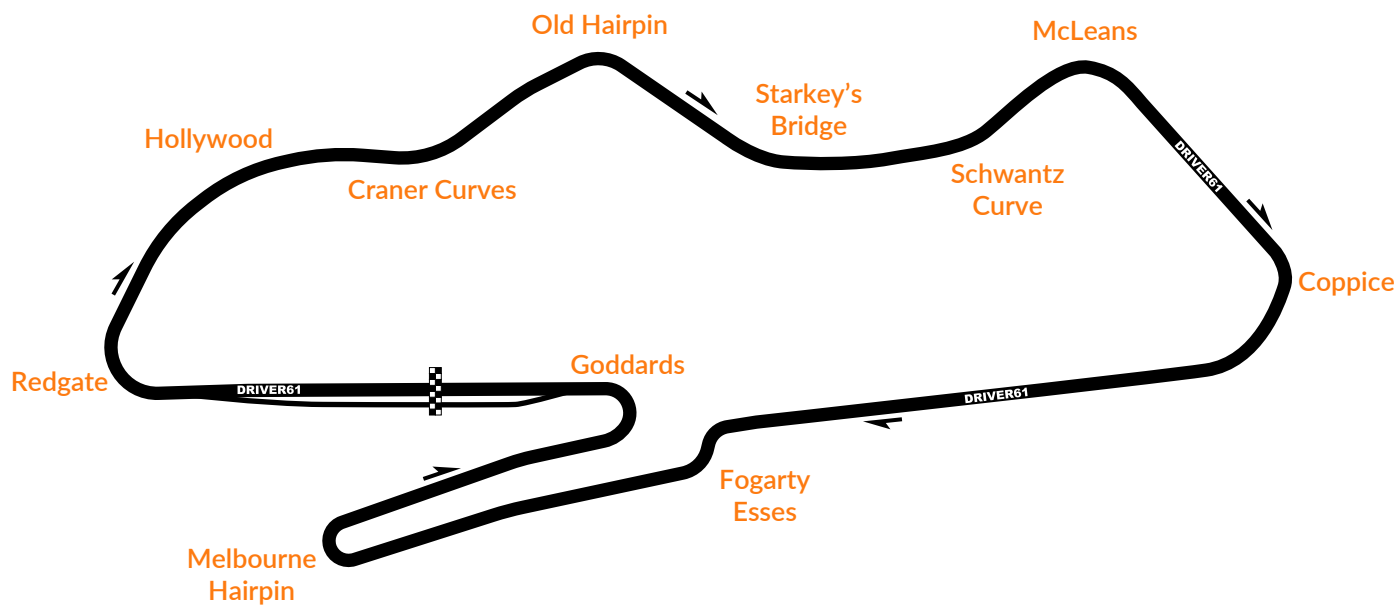 Old Hairpin
McLeans
Starkey’s
Bridge
Hollywood
DRIVER61
Craner Curves
Schwantz
Curve
Coppice
Goddards
Redgate
DRIVER61
DRIVER61
Fogarty
Esses
Melbourne
Hairpin